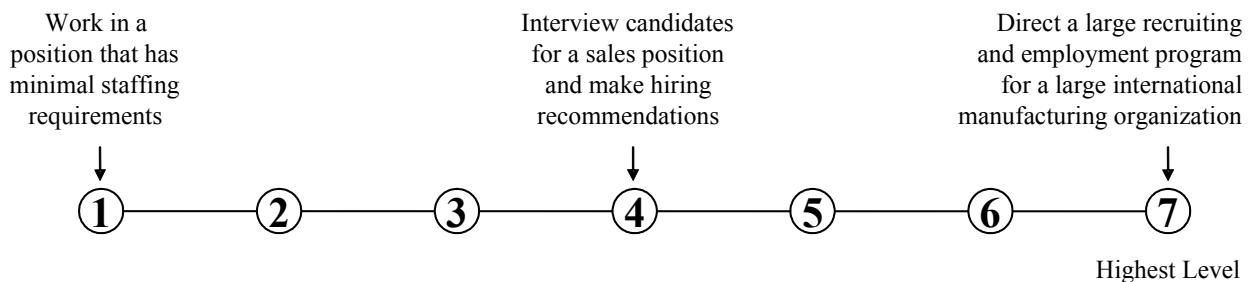 Work in a
position that has
minimal staffing
requirements
Interview candidates
for a sales position
and make hiring
recommendations
Direct a large recruiting
and employment program
for a large international
manufacturing organization
1 2 3 4 5 6 7
Highest Level